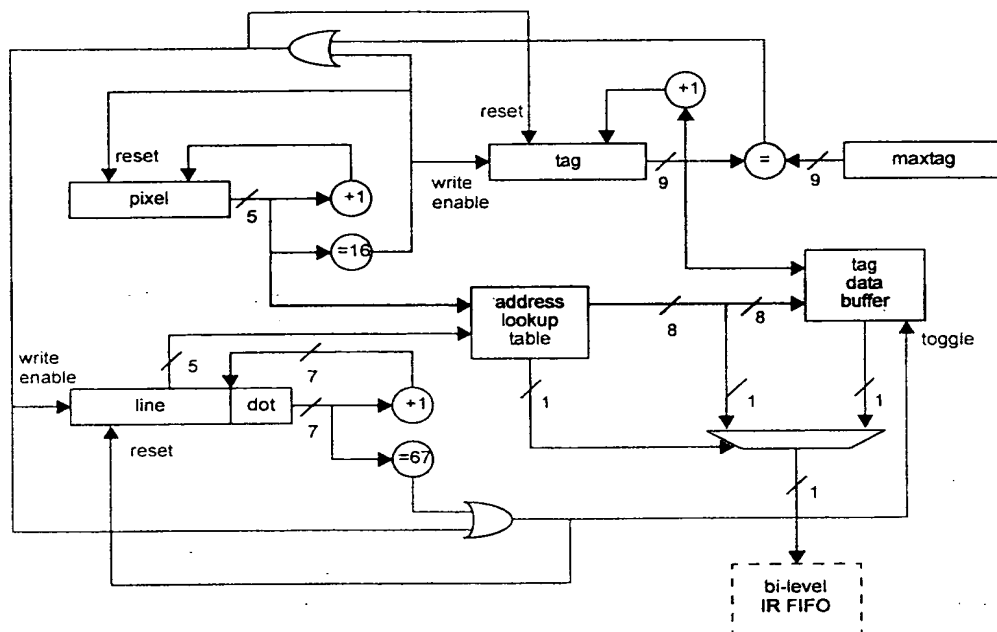 reset
+1
reset
tag
=
maxtag
9
9
write
enable
pixel
+1
5
=16
address
lookup
table
tag
data
buffer
8
8
toggle
write
enable
5
7
line
dot
+1
7
1
1
1
reset
=67
1
bi-level
IR FIFO